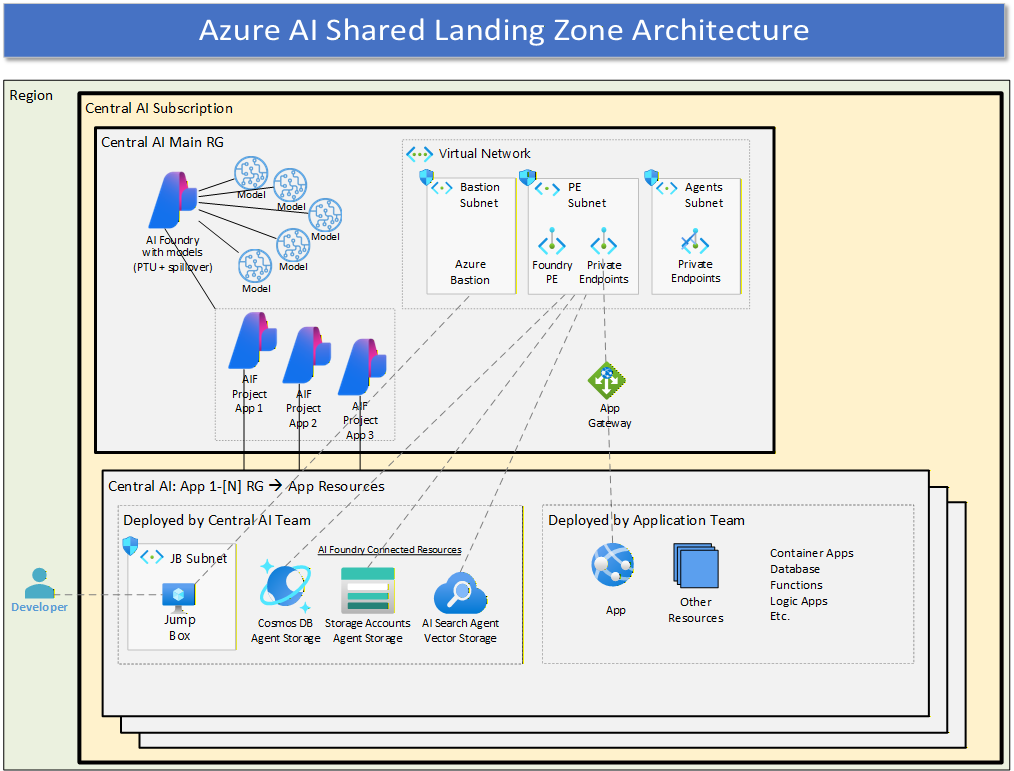 Azure AI Shared Landing Zone Architecture
Region
Central AI Subscription
Central AI Main RG
Model
Model
Model
Model
Model
AI Foundry
with models
(PTU + spillover)
Virtual Network
Bastion
Subnet
Azure
Bastion
PE
Subnet
Foundry
PE
Private
Endpoints
Agents
Subnet
Private
Endpoints
AIF
Project
App 1
AIF
Project
App 2
AIF
Project
App 3
App
Gateway
Central AI: App 1-[N] RG → App Resources
Deployed by Central AI Team
JB Subnet
Jump
Box
AI Foundry Connected Resources
Cosmos DB
Agent Storage
Storage Accounts
Agent Storage
AI Search Agent
Vector Storage
Deployed by Application Team
App
Other
Resources
Container Apps
Database
Functions
Logic Apps
Etc.
Developer